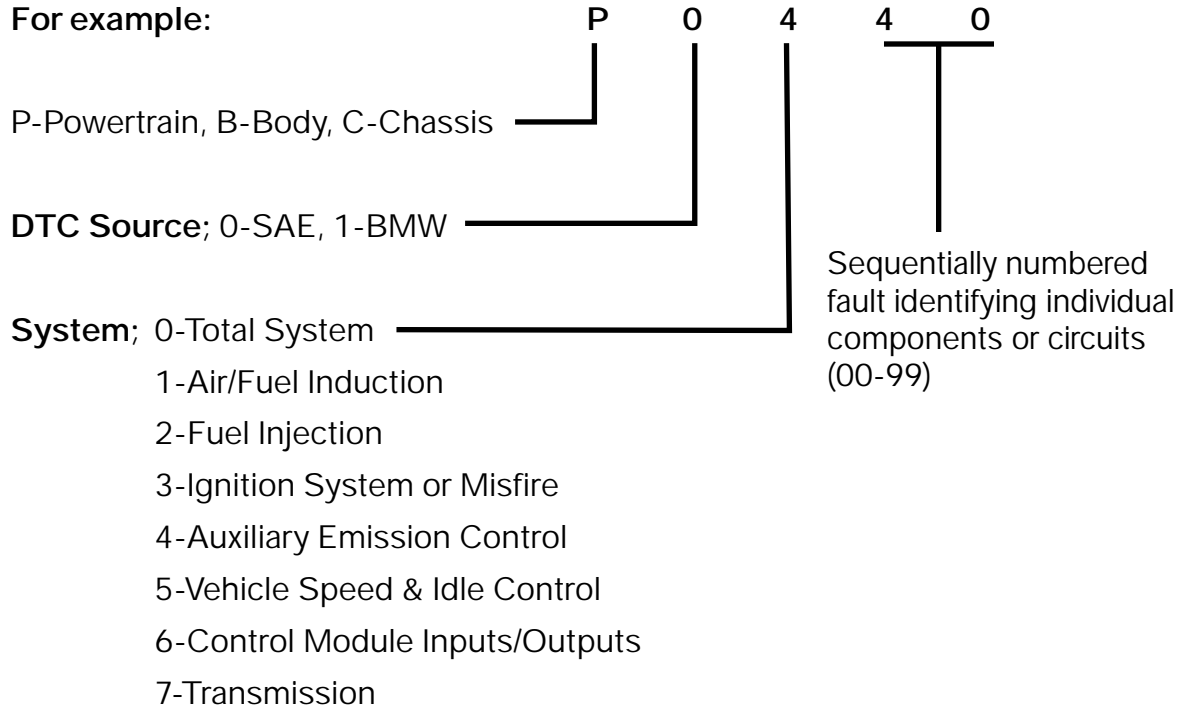 For example: P 0 4 4 0
P-Powertrain, B-Body, C-Chassis
DTC Source; 0-SAE, 1-BMW
System; 0-Total System
1-Air/Fuel Induction
2-Fuel Injection
3-Ignition System or Misfire
4-Auxiliary Emission Control
5-Vehicle Speed & Idle Control
6-Control Module Inputs/Outputs
7-Transmission
Sequentially numbered
fault identifying individual
components or circuits
(00-99)